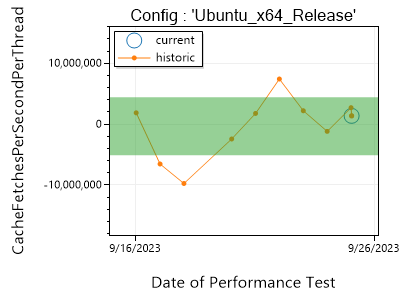 Config : 'Ubuntu_x64_Release'
current
historic
CacheFetchesPerSecondPerThread
10,000,000
0
-10,000,000
9/16/2023
9/26/2023
Date of Performance Test